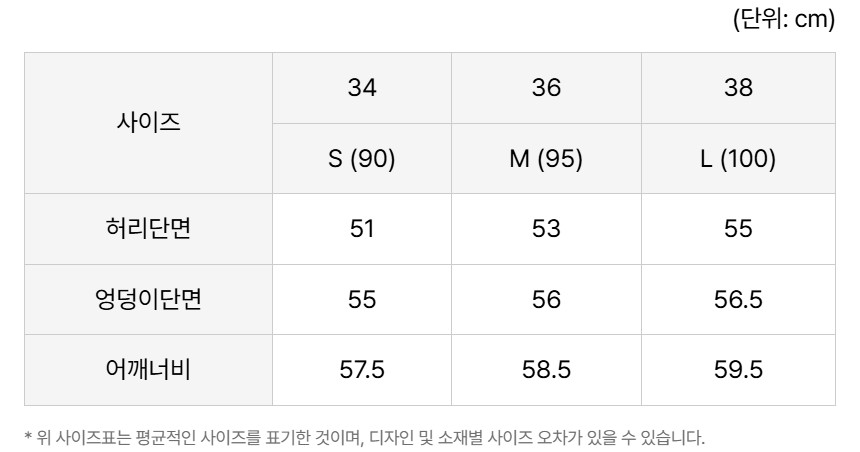 (단위: cm)
사이즈 34 36 38
S (90) M (95) L (100)
허리단면 51 53 55
엉덩이단면 55 56 56.5
어깨너비 57.5 58.5 59.5
* 위 사이즈표는 평균적인 사이즈를 표기한 것이며, 디자인 및 소재별 사이즈 오차가 있을 수 있습니다.